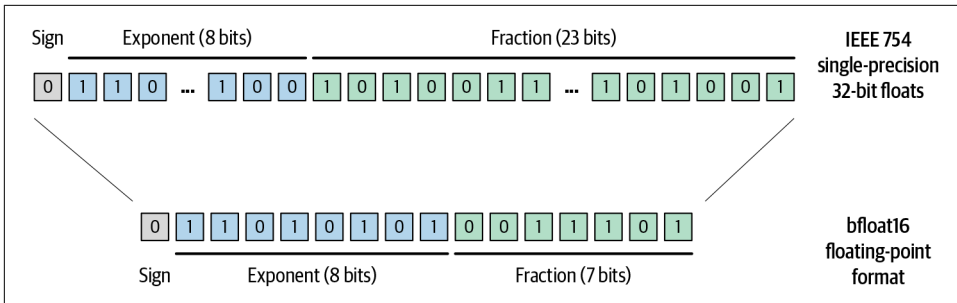 Sign Exponent (8 bits) Fraction (23 bits)
0 1 1 0 ... 1 0 0 1 0 1 0 0 1 1 ... 1 0 1 0 0 1
IEEE 754
single-precision
32-bit floats
0 1 1 0 1 0 1 0 1 0 0 1 1 1 0 1
Sign Exponent (8 bits) Fraction (7 bits)
bfloat16
floating-point
format